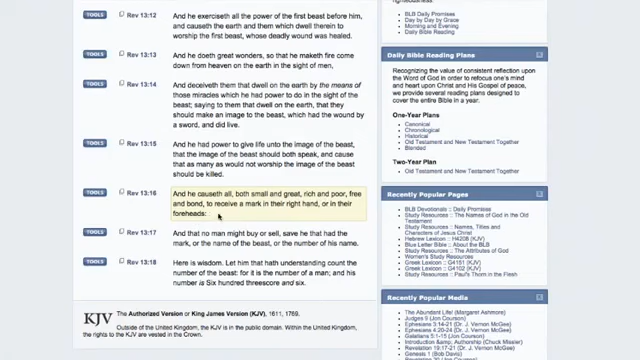 TOOLS Rev 13:12 And he exerciseth all the power of the first beast before him,
and causeth the earth and them which dwell therein to
worship the first beast, whose deadly wound was healed.
TOOLS Rev 13:13 And he doeth great wonders, so that he maketh fire come
down from heaven on the earth in the sight of men,
TOOLS Rev 13:14 And deceiveth them that dwell on the earth by the means of
those miracles which he had power to do in the sight of the
beast; saying to them that dwell on the earth, that they
should make an image to the beast, which had the wound by
a sword, and did live.
TOOLS Rev 13:15 And he had power to give life unto the image of the beast,
that the image of the beast should both speak, and cause
that as many as would not worship the image of the beast
should be killed.
TOOLS Rev 13:16 And he causeth all, both small and great, rich and poor, free
and bond, to receive a mark in their right hand, or in their
foreheads:
TOOLS Rev 13:17 And that no man might buy or sell, save he that had the
mark, or the name of the beast, or the number of his name.
TOOLS Rev 13:18 Here is wisdom. Let him that hath understanding count the
number of the beast: for it is the number of a man; and his
number is Six hundred threescore and six.
KJV
The Authorized Version or King James Version (KJV), 1611, 1769.
Outside of the United Kingdom, the KJV is in the public domain. Within the United Kingdom,
the rights to the KJV are vested in the Crown.
righteousness.
BLB Daily Promises
Day by Day by Grace
Morning and Evening
Daily Bible Reading
Daily Bible Reading Plans
Recognizing the value of consistent reflection upon
the Word of God in order to refocus one's mind
and heart upon Christ and His Gospel of peace,
we provide several reading plans designed to
cover the entire Bible in a year.
One-Year Plans
Canonical
Chronological
Historical
Old Testament and New Testament Together
Blended
Two-Year Plan
Old Testament and New Testament Together
Recently Popular Pages
BLB Devotionals :: Daily Promises
Study Resources :: The Names of God in the Old
Testament
Study Resources :: Names, Titles and
Characters of Jesus Christ
Hebrew Lexicon :: H4208 (KJV)
Blue Letter Bible :: About the BLB
Study Resources :: The Attributes of God
Women's Study Resources
Greek Lexicon :: G4151 (KJV)
Greek Lexicon :: G4102 (KJV)
Study Resources :: Paul's Thorn in the Flesh
Recently Popular Media
The Abundant Life! (Margaret Ashmore)
Judges 9 (Jon Courson)
Ephesians 3:14-21 (Dr. J. Vernon McGee)
Ephesians 4:20-24 (Dr. J. Vernon McGee)
Galatians 5:1-15 (Jon Courson)
Introduction &amp; Authorship (Chuck Missler)
Revelation 19:17-21 (Dr. J. Vernon McGee)
Genesis 1 (Bob Davis)
(Jon Courson)